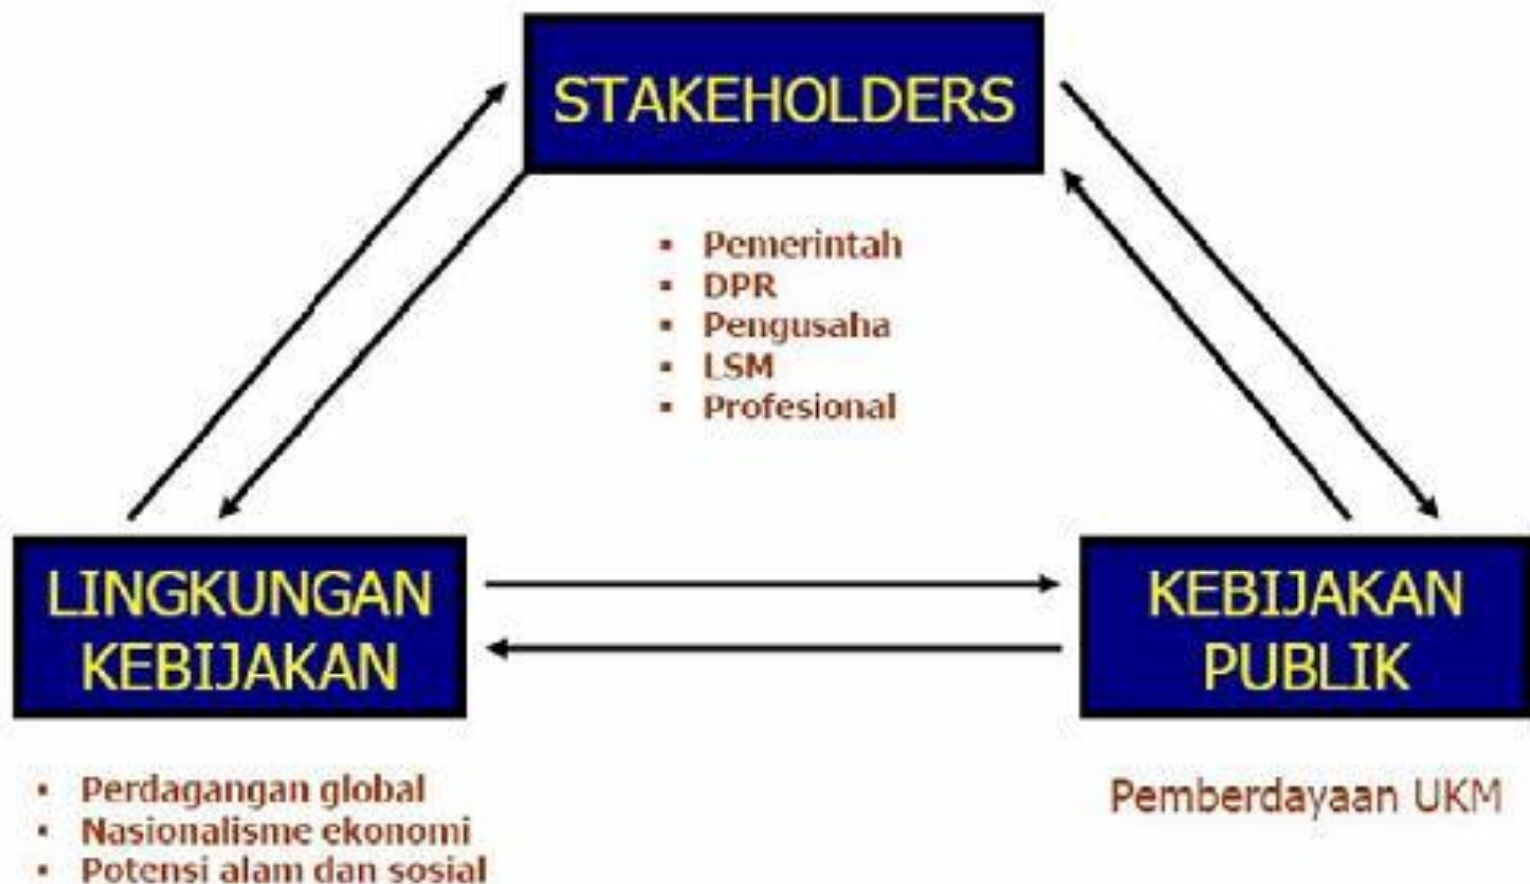 STAKEHOLDERS
▪ Pemerintah
▪ DPR
▪ Pengusaha
▪ LSM
▪ Profesional
LINGKUNGAN
KEBIJAKAN
KEBIJAKAN
PUBLIK
▪ Perdagangan global
▪ Nasionalisme ekonomi
▪ Potensi alam dan sosial
Pemberdayaan UKM